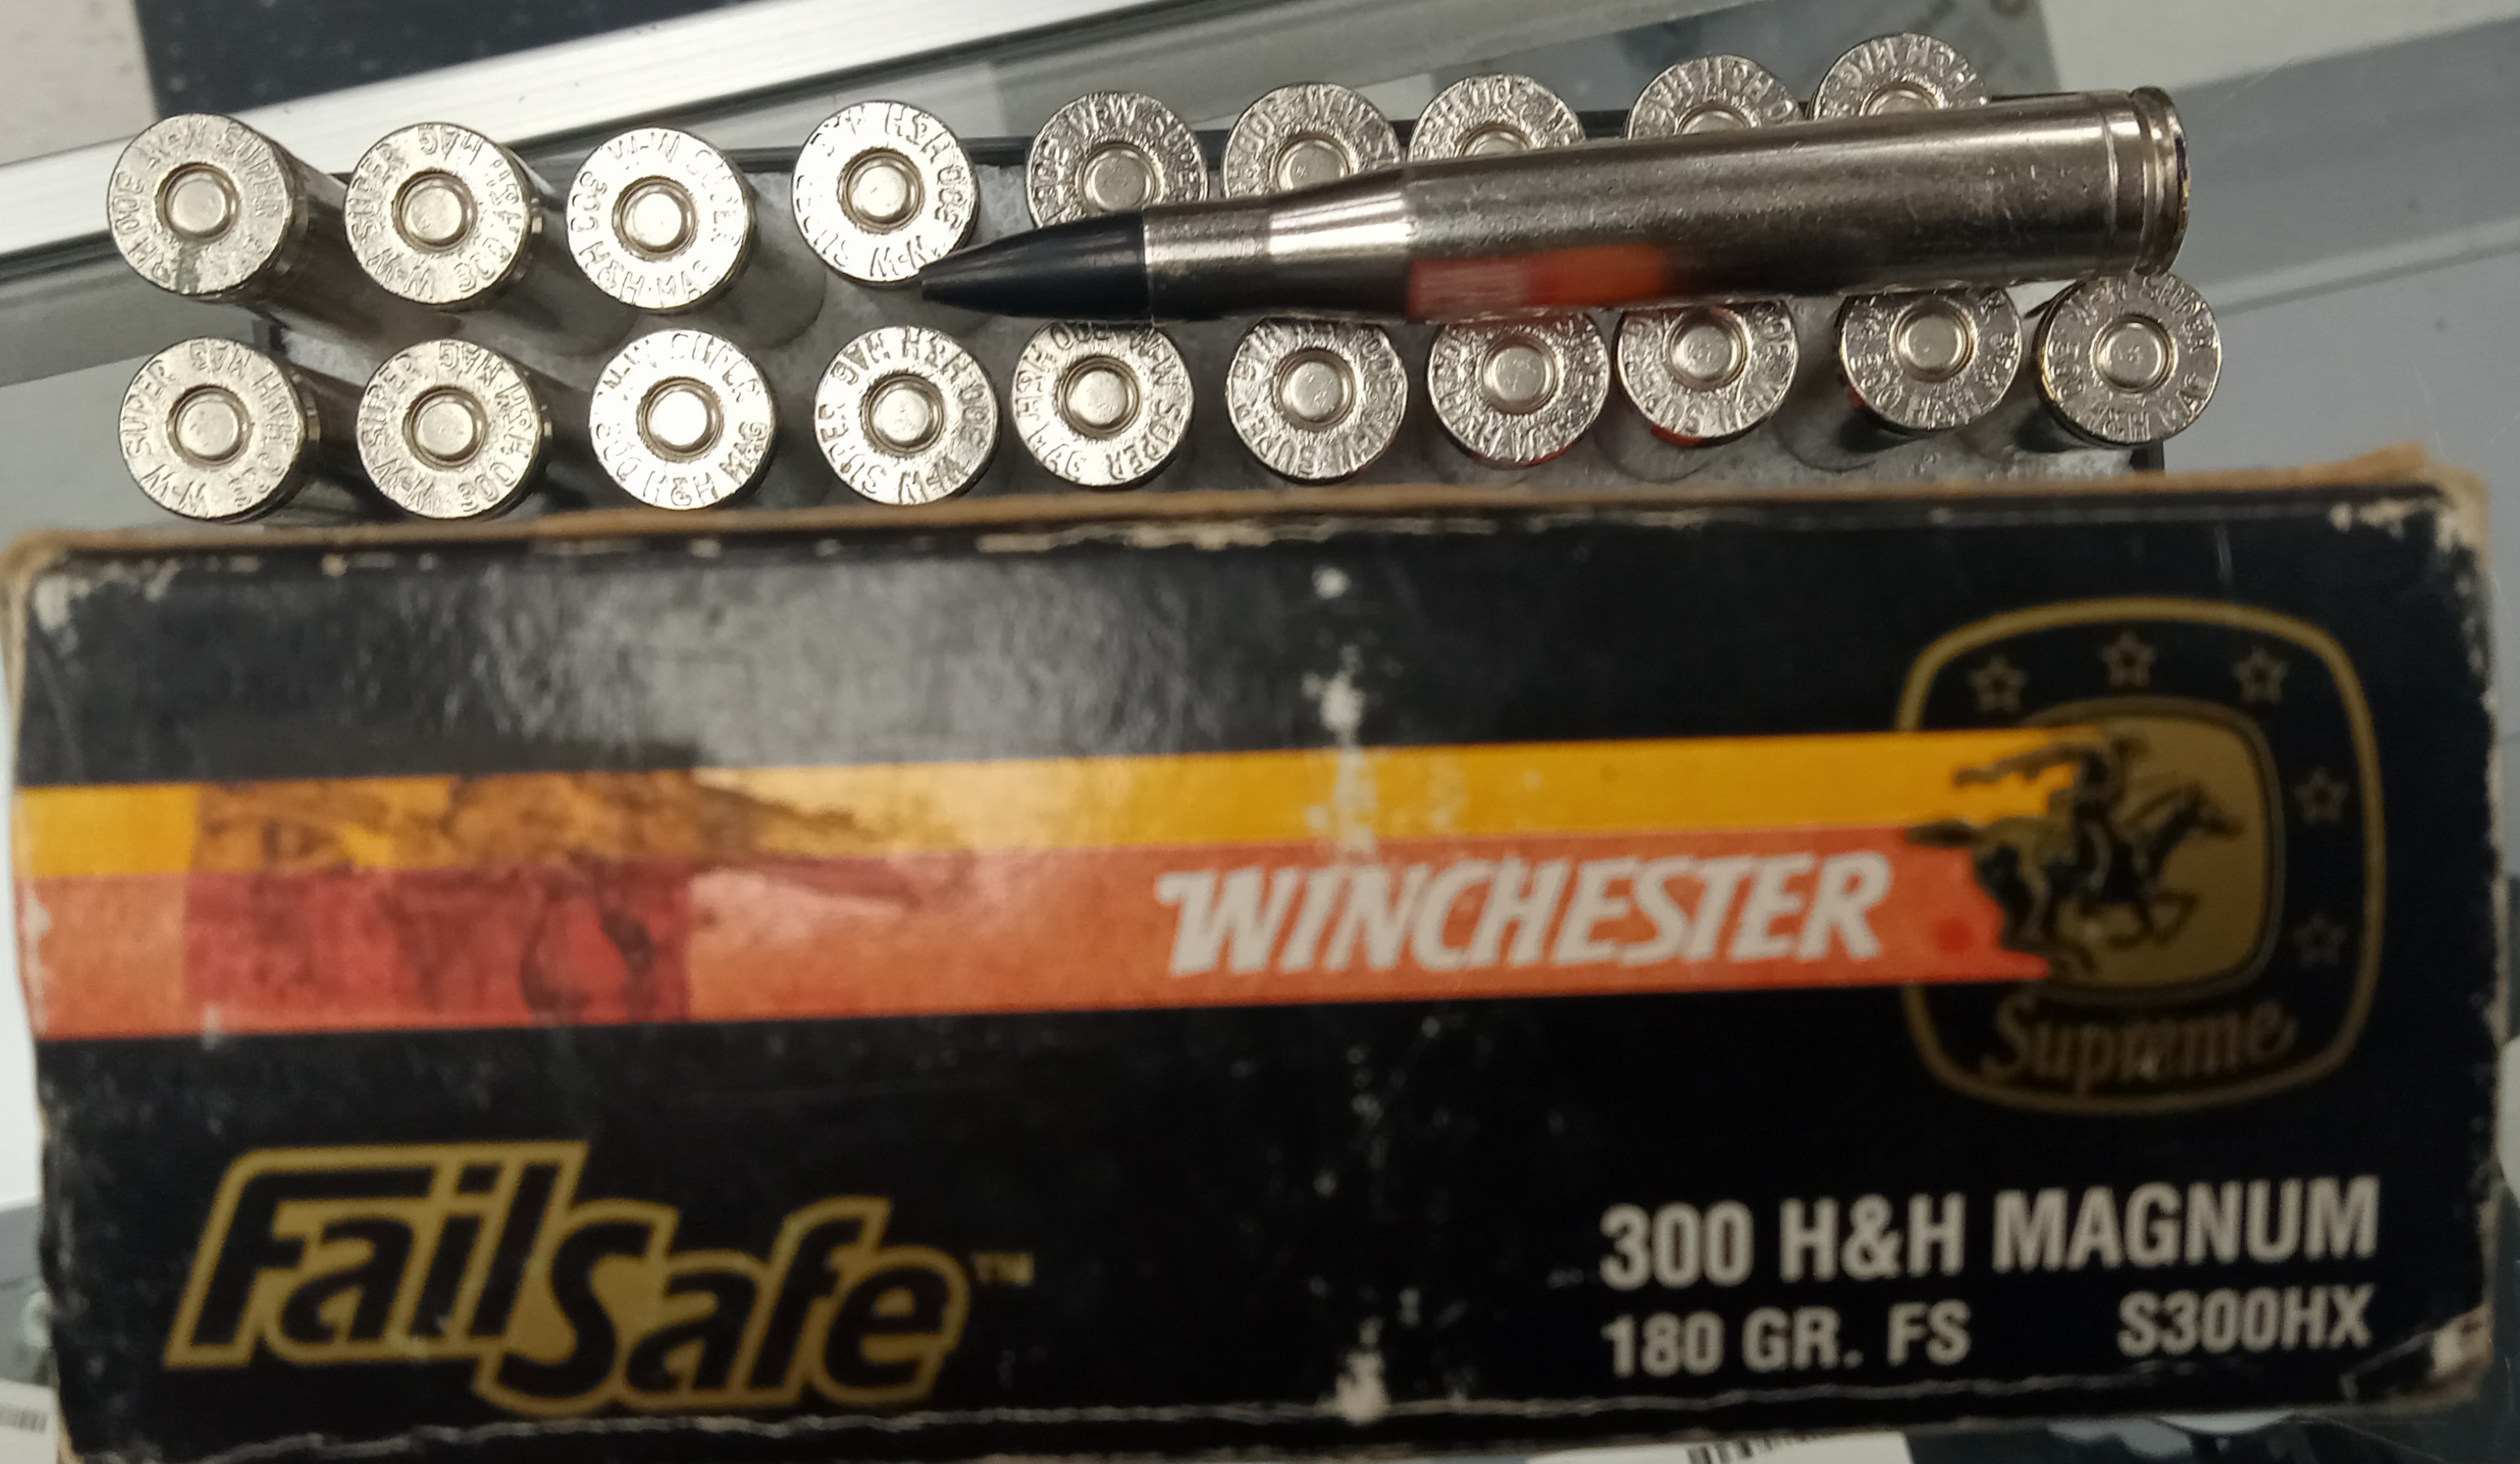 W-W SUPER
300 H&H MAG
WINCHESTER
Supreme
FailSafe™
300 H&H MAGNUM
180 GR. FS S300HX